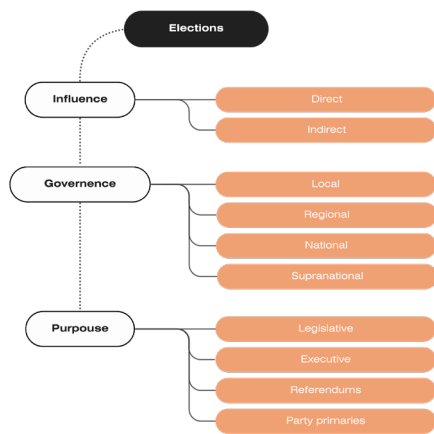 Elections
Influence
Direct
Indirect
Governence
Local
Regional
National
Supranational
Purpouse
Legislative
Executive
Referendums
Party primaries